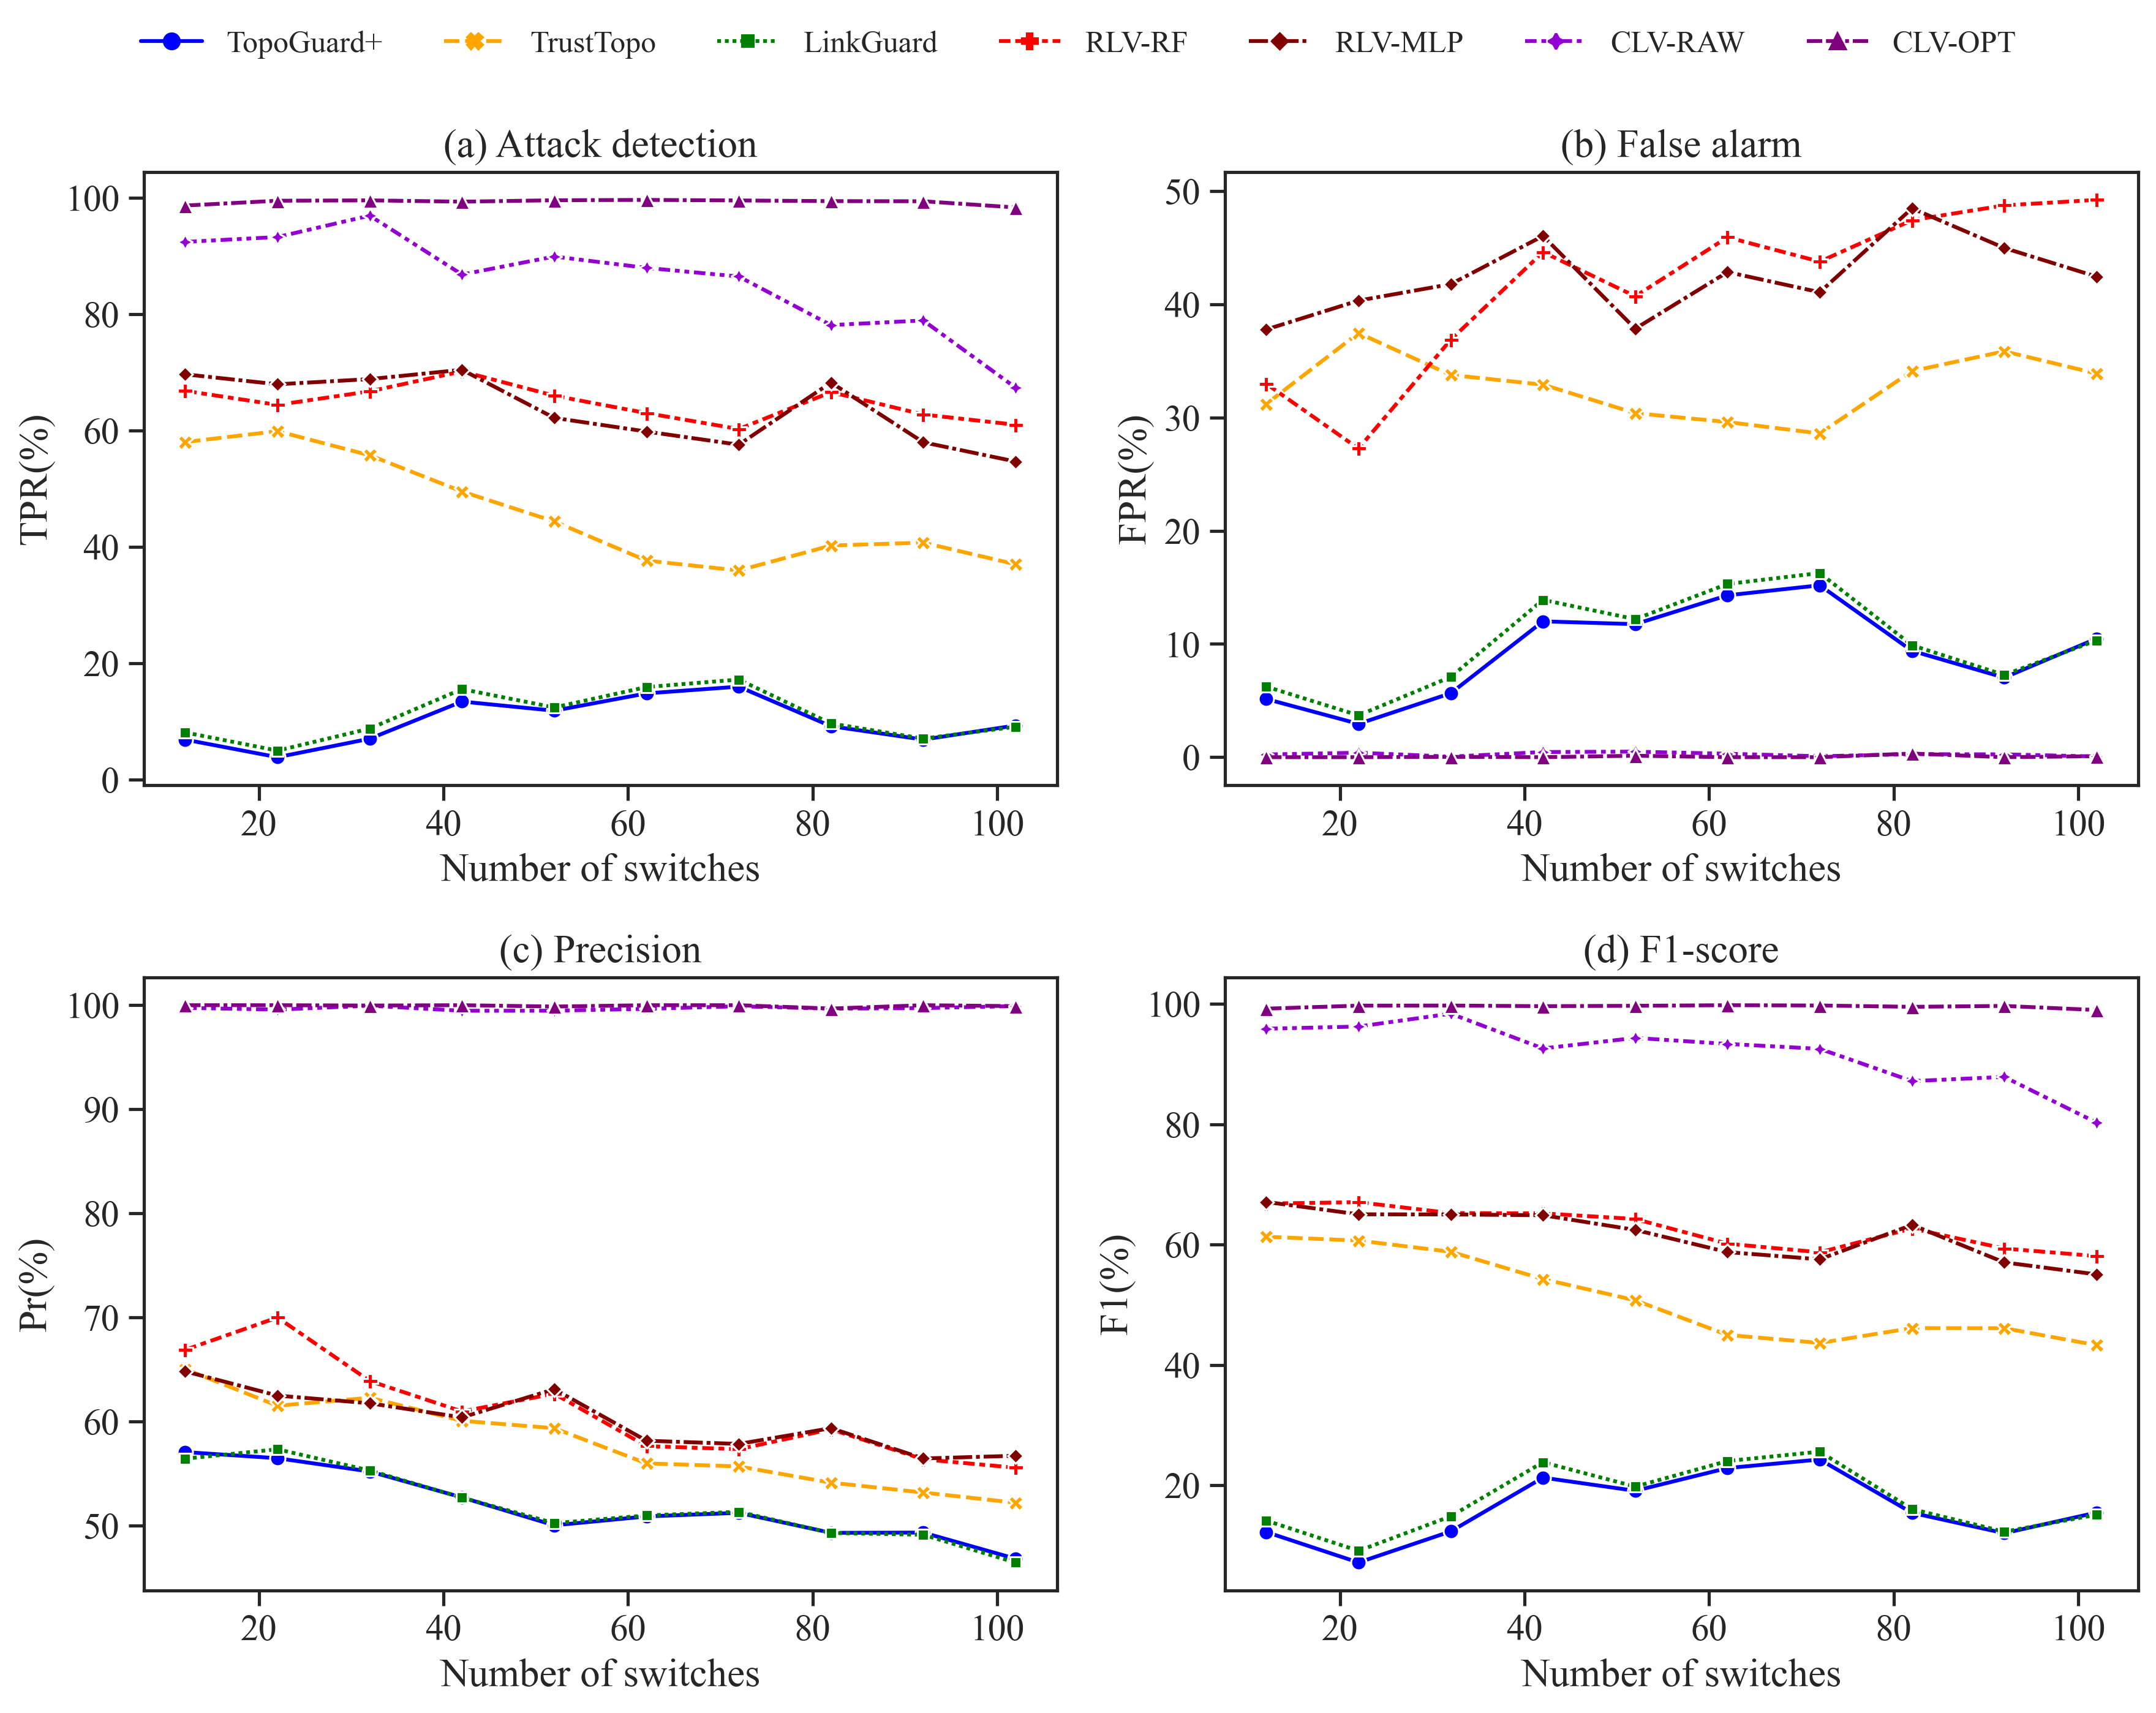 TopoGuard+ TrustTopo LinkGuard RLV-RF RLV-MLP CLV-RAW CLV-OPT
(a) Attack detection
TPR(%)
100
80
60
40
20
0
20 40 60 80 100
Number of switches
(b) False alarm
FPR(%)
50
40
30
20
10
0
20 40 60 80 100
Number of switches
(c) Precision
Pr(%)
100
90
80
70
60
50
20 40 60 80 100
Number of switches
(d) F1-score
F1(%)
100
80
60
40
20
20 40 60 80 100
Number of switches